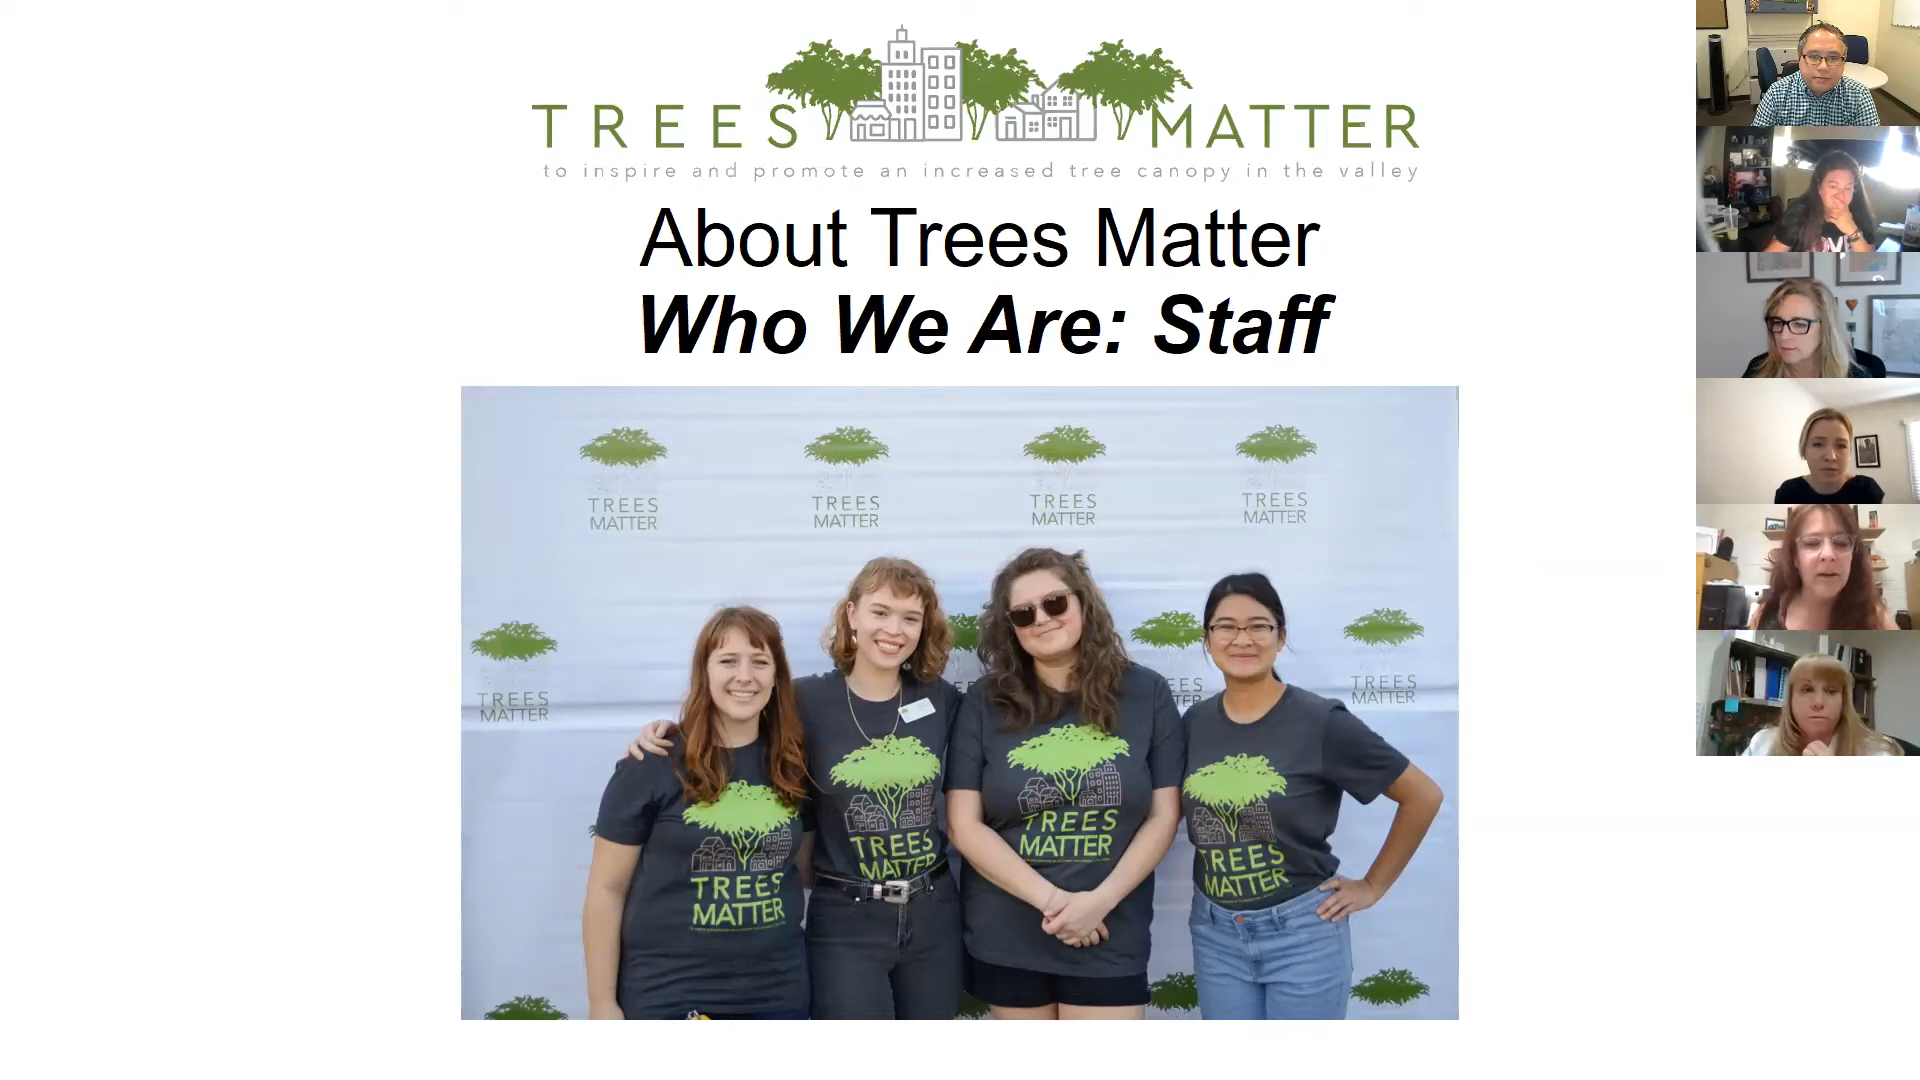 TREES MATTER
to inspire and promote an increased tree canopy in the valley
About Trees Matter
Who We Are: Staff
TREES
MATTER
TREES
MATTER
TREES
MATTER
TREES
MATTER
TREES
MATTER
TREES
MATTER
TREES
MATTER
TREES
MATTER
TREES
MATTER
TREES
MATTER